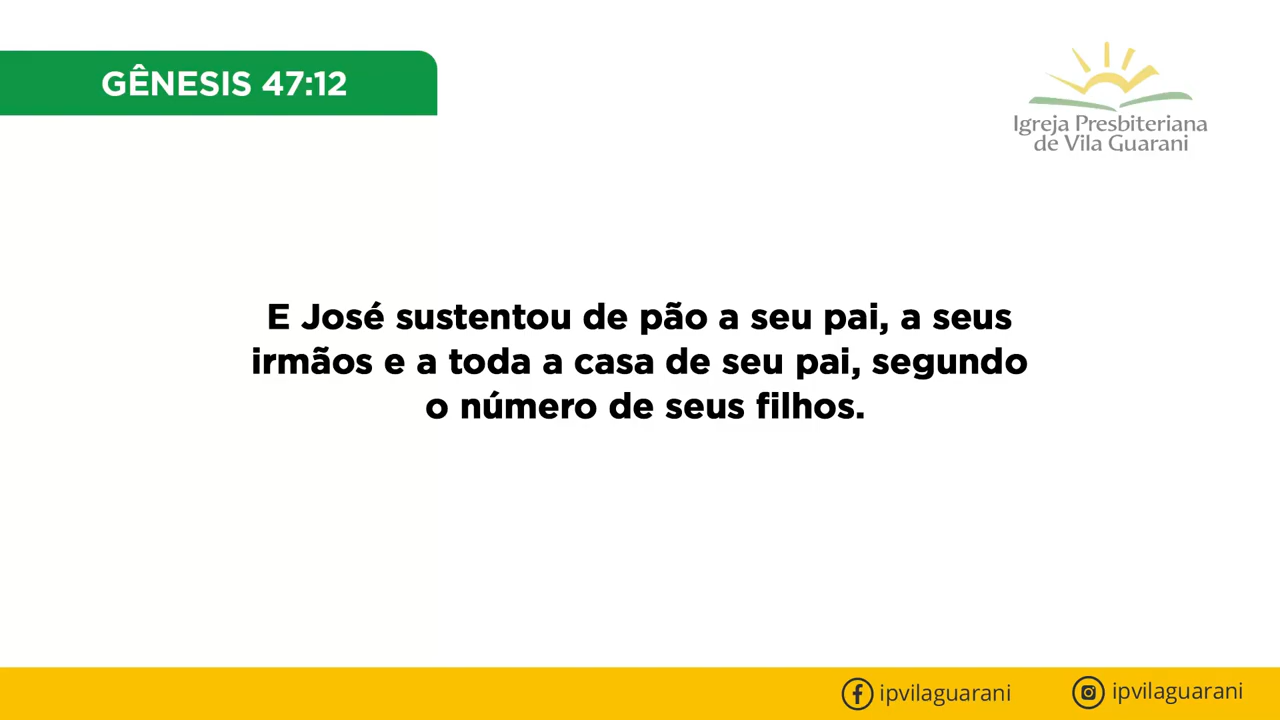 GÊNESIS 47:12
Igreja Presbiteriana
de Vila Guarani
E José sustentou de pão a seu pai, a seus
irmãos e a toda a casa de seu pai, segundo
o número de seus filhos.
ipvilaguarani
ipvilaguarani